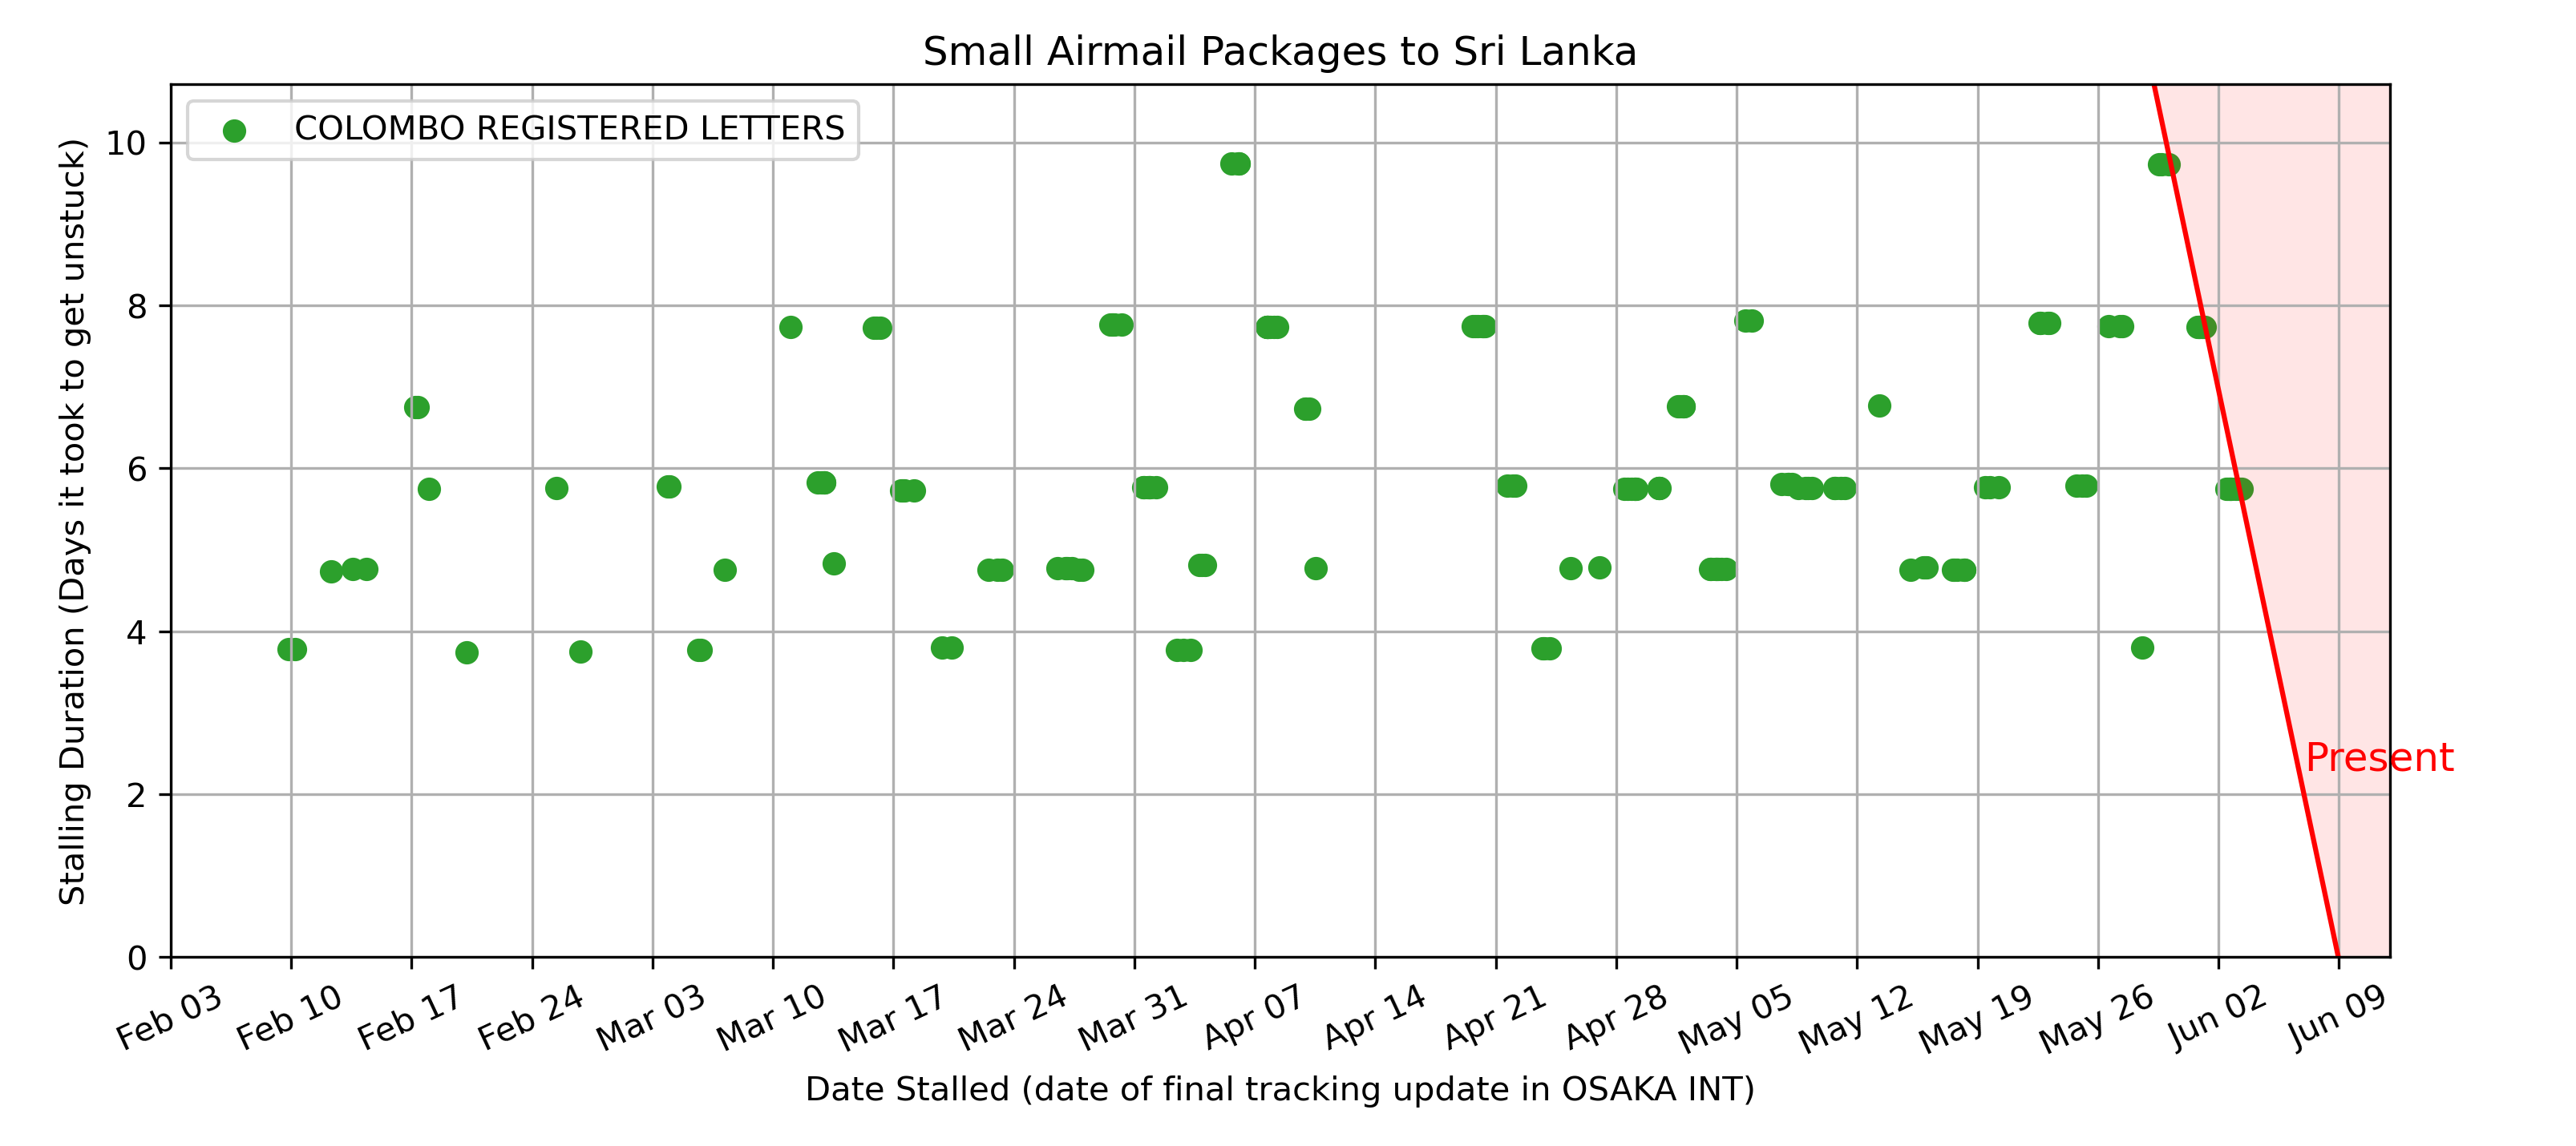 Small Airmail Packages to Sri Lanka
COLOMBO REGISTERED LETTERS
Stalling Duration (Days it took to get unstuck)
10
8
6
4
2
0
Present
Feb 03
Feb 10
Feb 17
Feb 24
Mar 03
Mar 10
Mar 17
Mar 24
Mar 31
Apr 07
Apr 14
Apr 21
Apr 28
May 05
May 12
May 19
May 26
Jun 02
Jun 09
Date Stalled (date of final tracking update in OSAKA INT)